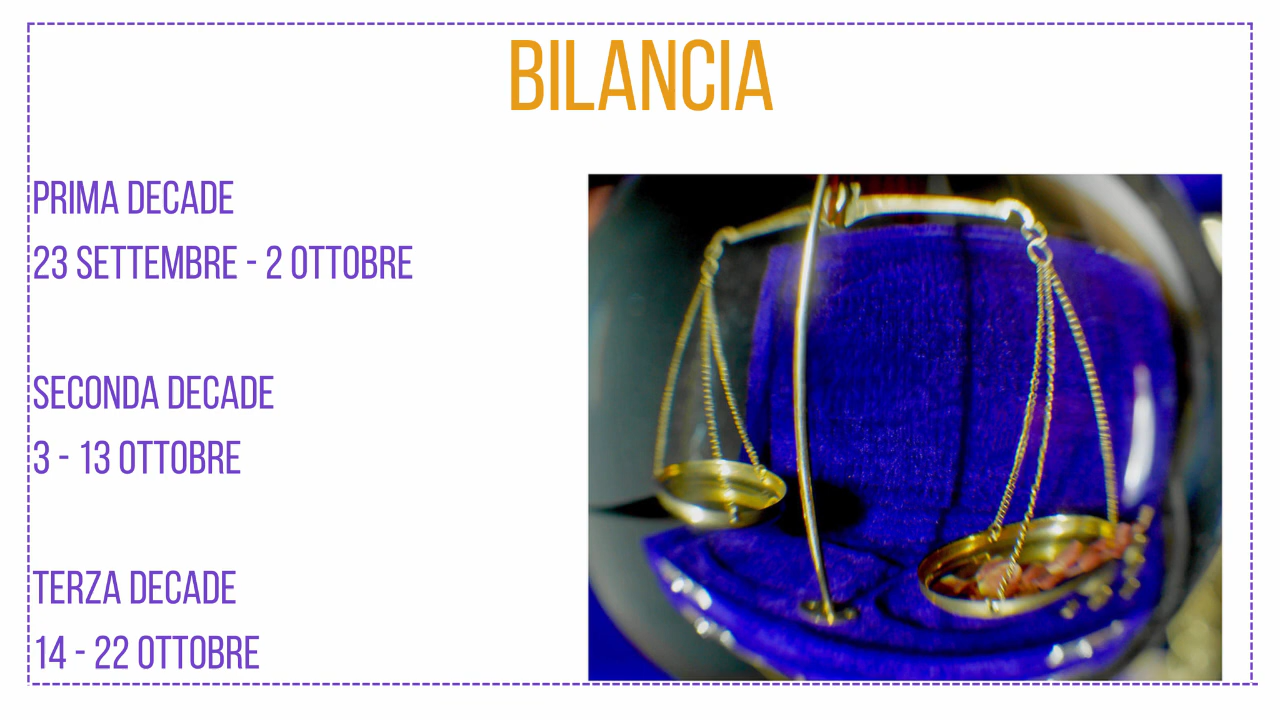 BILANCIA
PRIMA DECADE
23 SETTEMBRE - 2 OTTOBRE
SECONDA DECADE
3 - 13 OTTOBRE
TERZA DECADE
14 - 22 OTTOBRE